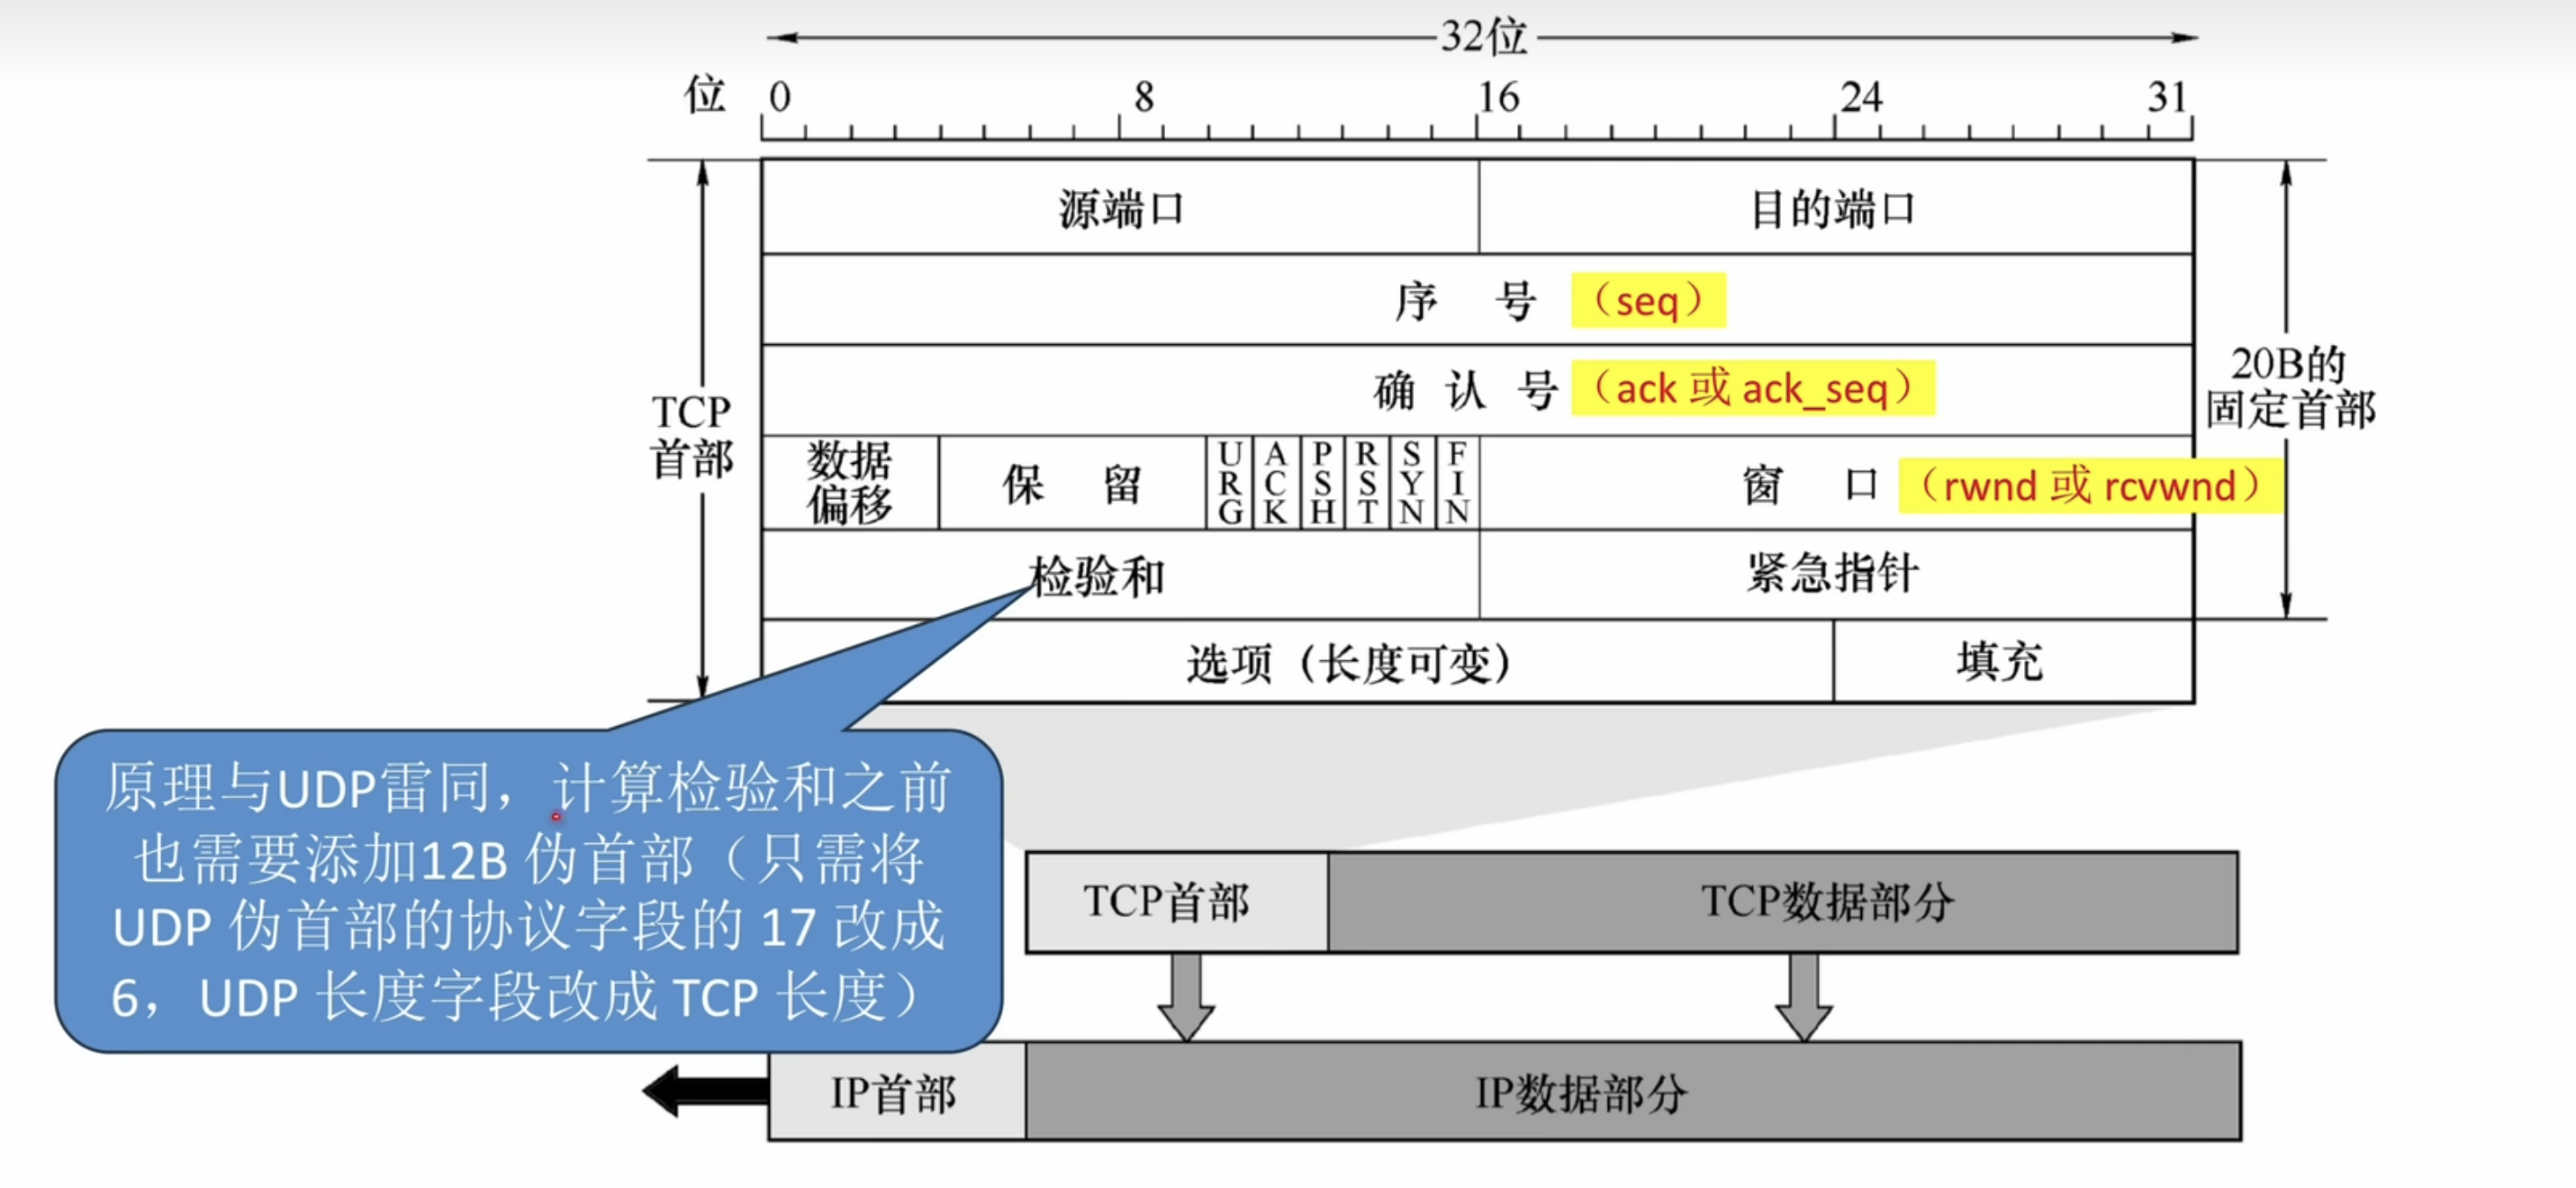 32位
位 0 8 16 24 31
源端口 目的端口
序 号 （seq）
确 认 号 （ack 或 ack_seq）
TCP
首部
20B的
固定首部
数据
偏移
保 留
URG
ACK
PSH
RST
SYN
FIN
窗 口 （rwnd 或 rcvwnd）
检验和 紧急指针
选项（长度可变） 填充
原理与UDP雷同，计算检验和之前
也需要添加12B 伪首部（只需将
UDP 伪首部的协议字段的 17 改成
6，UDP 长度字段改成 TCP 长度）
TCP首部 TCP数据部分
IP首部 IP数据部分